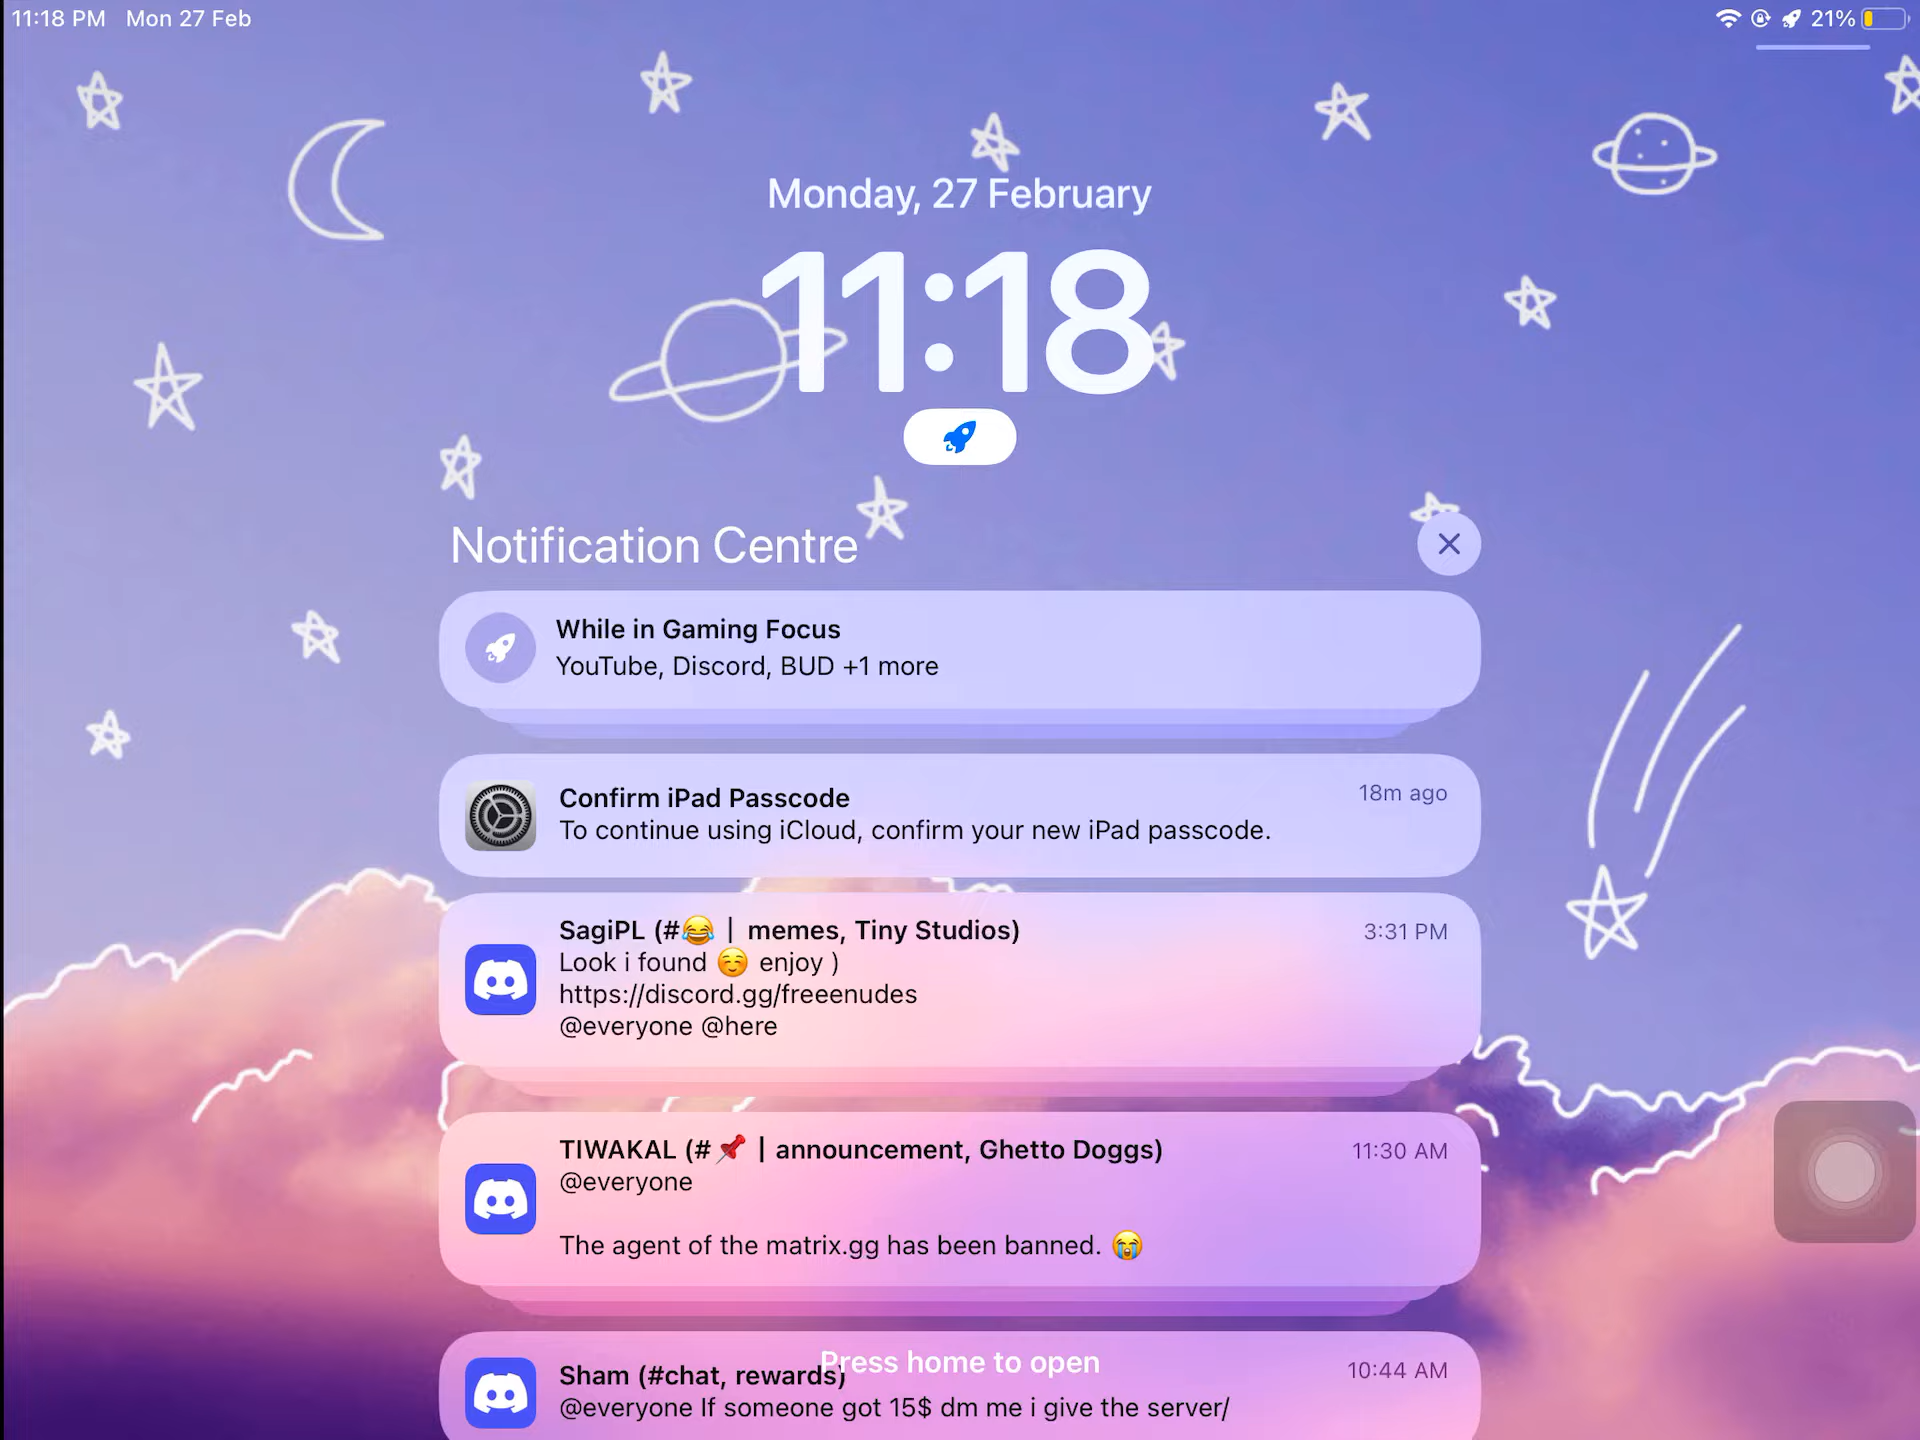 11:18 PM Mon 27 Feb
21%
Monday, 27 February
11:18
Notification Centre
While in Gaming Focus
YouTube, Discord, BUD +1 more
Confirm iPad Passcode
18m ago
To continue using iCloud, confirm your new iPad passcode.
SagiPL (#😂 | memes, Tiny Studios)
3:31 PM
Look i found ☺️ enjoy )
https://discord.gg/freeenudes
@everyone @here
TIWAKAL (#📌 | announcement, Ghetto Doggs)
11:30 AM
@everyone
The agent of the matrix.gg has been banned. 😭
Press home to open
Sham (#chat, rewards)
10:44 AM
@everyone If someone got 15$ dm me i give the server/